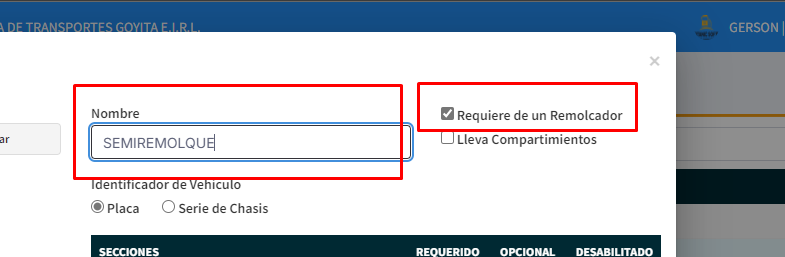 A DE TRANSPORTES GOYITA E.I.R.L.
GERSON |
×
Nombre
Requiere de un Remolcador
ar
SEMIREMOLQUE
Lleva Compartimientos
Identificador de Vehículo
Placa
Serie de Chasis
SECCIONES REQUERIDO OPCIONAL DESABILITADO